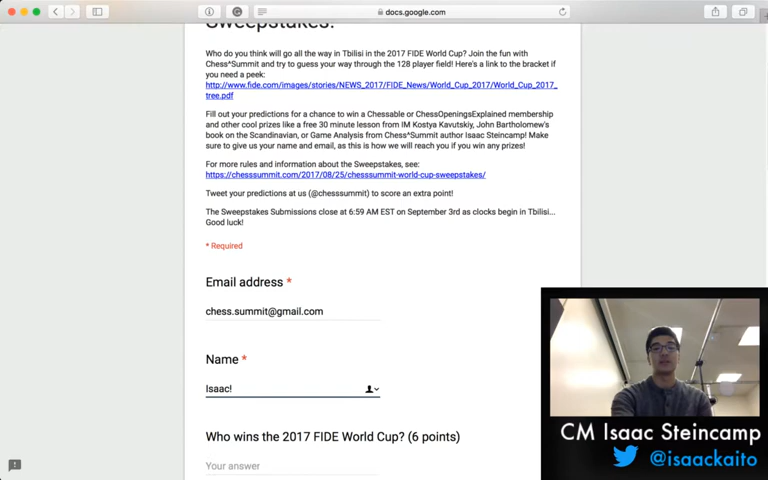 docs.google.com
Sweepstakes!
Who do you think will go all the way in Tbilisi in the 2017 FIDE World Cup? Join the fun with
Chess^Summit and try to guess your way through the 128 player field! Here's a link to the bracket if
you need a peek:
http://www.fide.com/images/stories/NEWS_2017/FIDE_News/World_Cup_2017/World_Cup_2017_
tree.pdf
Fill out your predictions for a chance to win a Chessable or ChessOpeningsExplained membership
and other cool prizes like a free 30 minute lesson from IM Kostya Kavutskiy, John Bartholomew's
book on the Scandinavian, or Game Analysis from Chess^Summit author Isaac Steincamp! Make
sure to give us your name and email, as this is how we will reach you if you win any prizes!
For more rules and information about the Sweepstakes, see:
https://chesssummit.com/2017/08/25/chesssummit-world-cup-sweepstakes/
Tweet your predictions at us (@chesssummit) to score an extra point!
The Sweepstakes Submissions close at 6:59 AM EST on September 3rd as clocks begin in Tbilisi...
Good luck!
* Required
Email address *
chess.summit@gmail.com
Name *
Isaac!
Who wins the 2017 FIDE World Cup? (6 points)
Your answer
CM Isaac Steincamp
@isaackaito